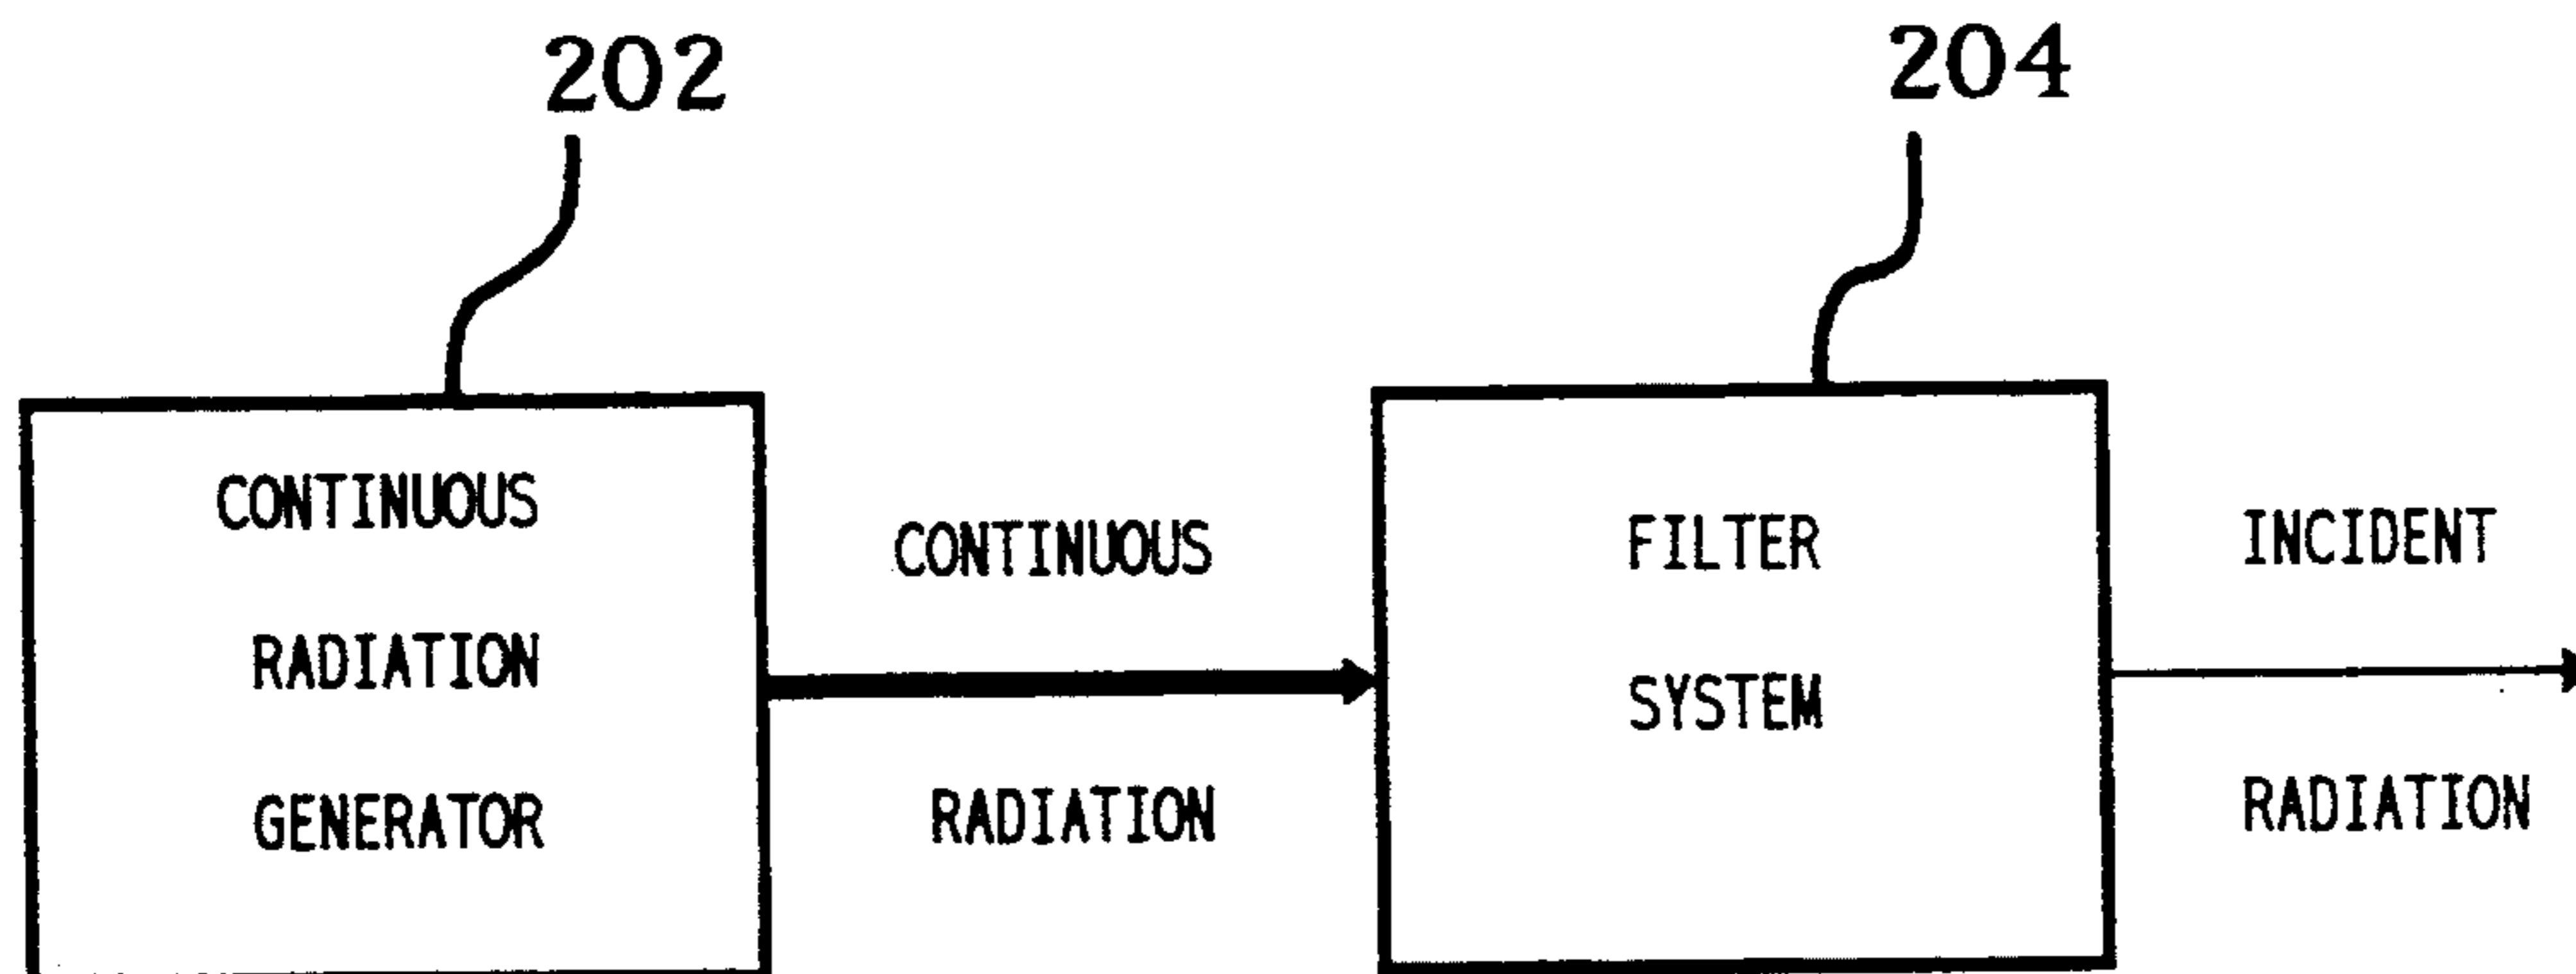 202
204
CONTINUOUS
RADIATION
GENERATOR
CONTINUOUS
RADIATION
FILTER
SYSTEM
INCIDENT
RADIATION